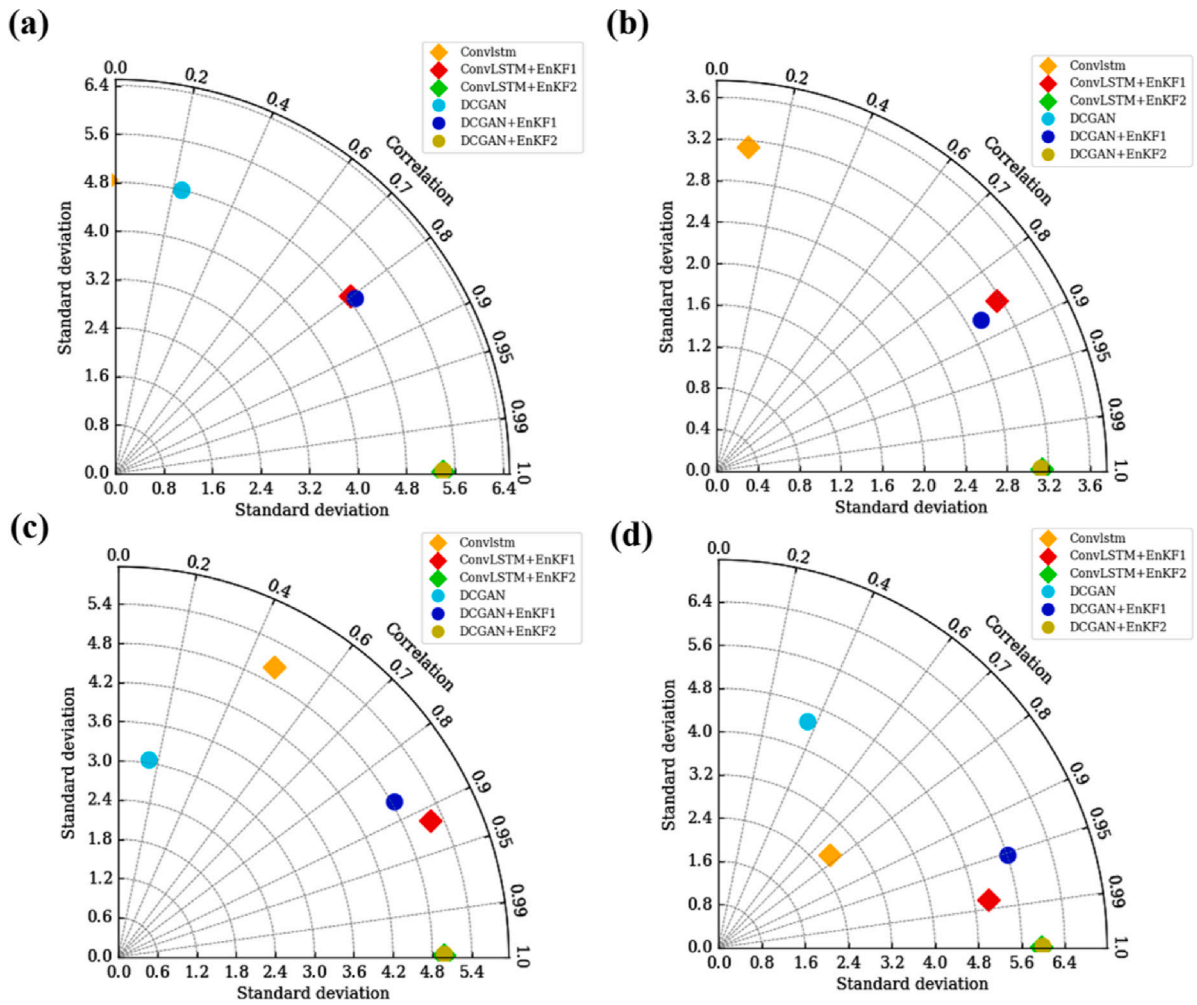 (a)
Convlstm
ConvLSTM+EnKF1
ConvLSTM+EnKF2
DCGAN
DCGAN+EnKF1
DCGAN+EnKF2
0.0
0.2
0.4
0.6
0.7
0.8
0.9
0.95
0.99
1.0
Correlation
6.4
5.6
4.8
4.0
3.2
2.4
1.6
0.8
0.0
Standard deviation
0.0 0.8 1.6 2.4 3.2 4.0 4.8 5.6 6.4
Standard deviation
(b)
Convlstm
ConvLSTM+EnKF1
ConvLSTM+EnKF2
DCGAN
DCGAN+EnKF1
DCGAN+EnKF2
0.0
0.2
0.4
0.6
0.7
0.8
0.9
0.95
0.99
1.0
Correlation
3.6
3.2
2.8
2.4
2.0
1.6
1.2
0.8
0.4
0.0
Standard deviation
0.0 0.4 0.8 1.2 1.6 2.0 2.4 2.8 3.2 3.6
Standard deviation
(c)
Convlstm
ConvLSTM+EnKF1
ConvLSTM+EnKF2
DCGAN
DCGAN+EnKF1
DCGAN+EnKF2
0.0
0.2
0.4
0.6
0.7
0.8
0.9
0.95
0.99
1.0
Correlation
5.4
4.8
4.2
3.6
3.0
2.4
1.8
1.2
0.6
0.0
Standard deviation
0.0 0.6 1.2 1.8 2.4 3.0 3.6 4.2 4.8 5.4
Standard deviation
(d)
Convlstm
ConvLSTM+EnKF1
ConvLSTM+EnKF2
DCGAN
DCGAN+EnKF1
DCGAN+EnKF2
0.0
0.2
0.4
0.6
0.7
0.8
0.9
0.95
0.99
1.0
Correlation
6.4
5.6
4.8
4.0
3.2
2.4
1.6
0.8
0.0
Standard deviation
0.0 0.8 1.6 2.4 3.2 4.0 4.8 5.6 6.4
Standard deviation